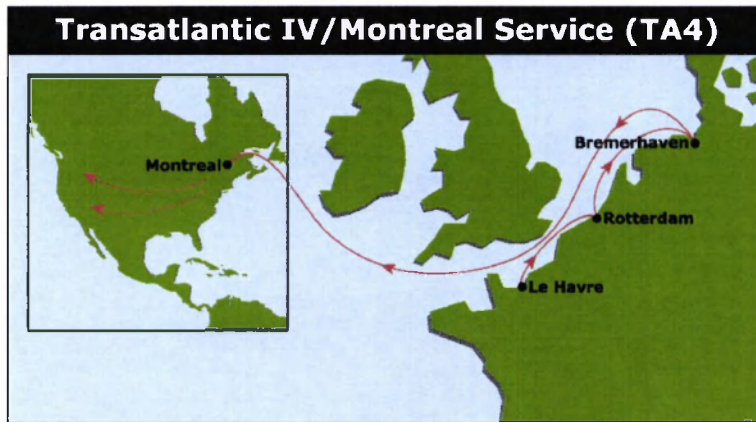 Transatlantic IV/Montreal Service (TA4)
Montreal
Bremerhaven
Rotterdam
Le Havre